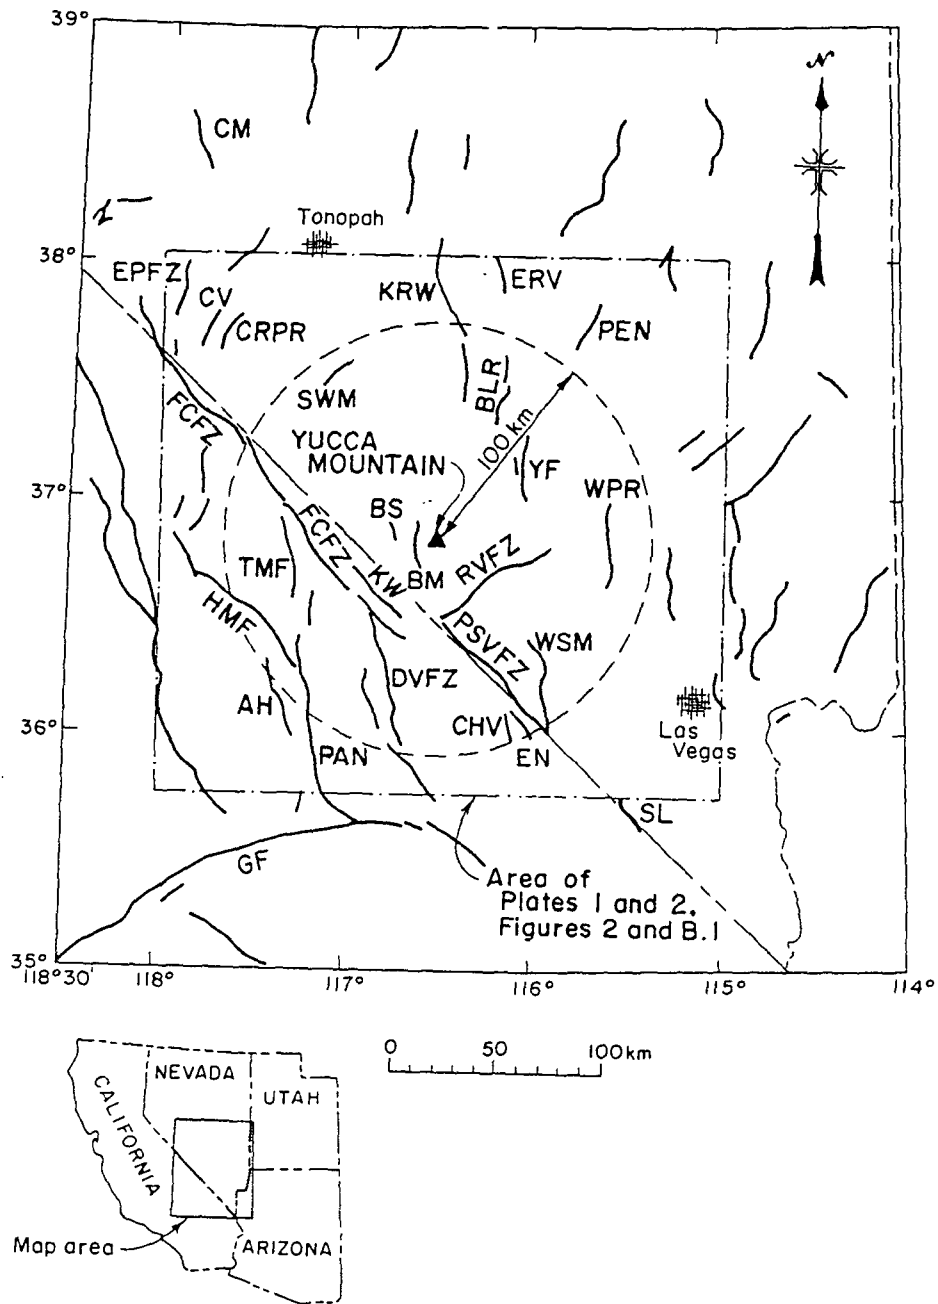 39°
N
CM
Tonopah
38°
EPFZ
CV
CRPR
KRW
ERV
PEN
SWM
BLR
100 km
FCFZ
YUCCA
MOUNTAIN
YF
WPR
37°
BS
FCFZ
KW
BM
RVFZ
TMF
HMF
PSVFZ
WSM
DVFZ
AH
CHV
EN
PAN
36°
Las
Vegas
SL
GF
Area of
Plates 1 and 2,
Figures 2 and B.1
35°
118°30'
118°
117°
116°
115°
114°
0 50 100 km
NEVADA
UTAH
CALIFORNIA
Map area
ARIZONA